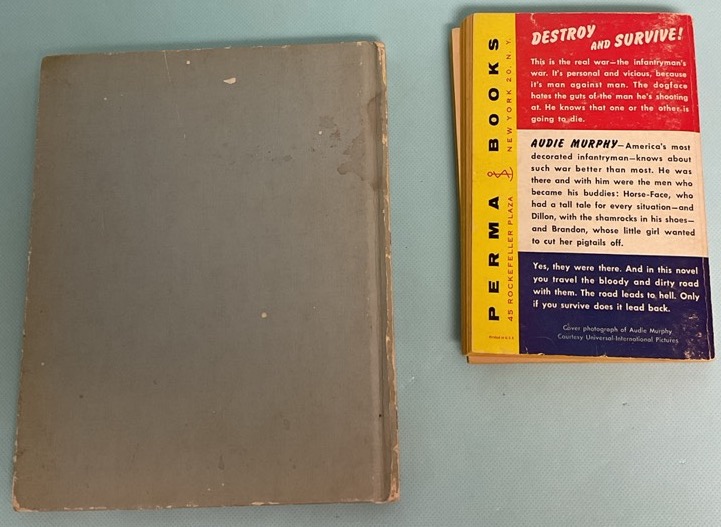 DESTROY AND SURVIVE!
This is the real war—the infantryman's
war. It's personal and vicious, because
it's man against man. The dogface
hates the guts of the man he's shooting
at. He knows that one or the other is
going to die.
AUDIE MURPHY—America's most
decorated infantryman—knows about
such war better than most. He was
there and with him were the men who
became his buddies: Horse-Face, who
had a tall tale for every situation—and
Dillon, with the shamrocks in his shoes—
and Brandon, whose little girl wanted
to cut her pigtails off.
Yes, they were there. And in this novel
you travel the bloody and dirty road
with them. The road leads to hell. Only
if you survive does it lead back.
Cover photograph of Audie Murphy
Courtesy Universal-International Pictures
PERMA BOOKS
45 ROCKEFELLER PLAZA NEW YORK 20, N. Y.